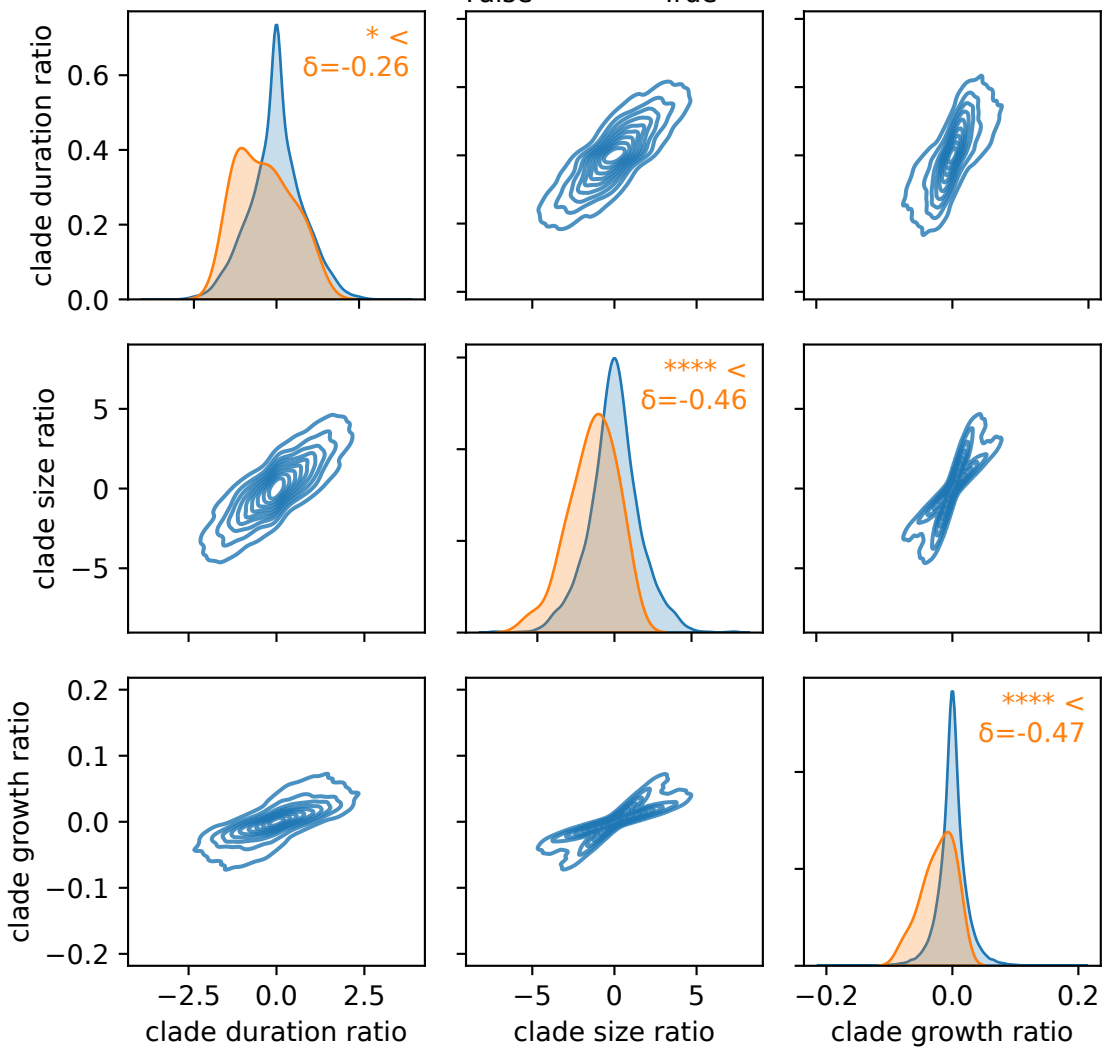 clade duration ratio
0.6
0.4
0.2
0.0
* <
δ=-0.26
clade size ratio
5
0
−5
**** <
δ=-0.46
clade growth ratio
0.2
0.1
0.0
−0.1
−0.2
**** <
δ=-0.47
−2.5 0.0 2.5
−5 0 5
−0.2 0.0 0.2
clade duration ratio
clade size ratio
clade growth ratio